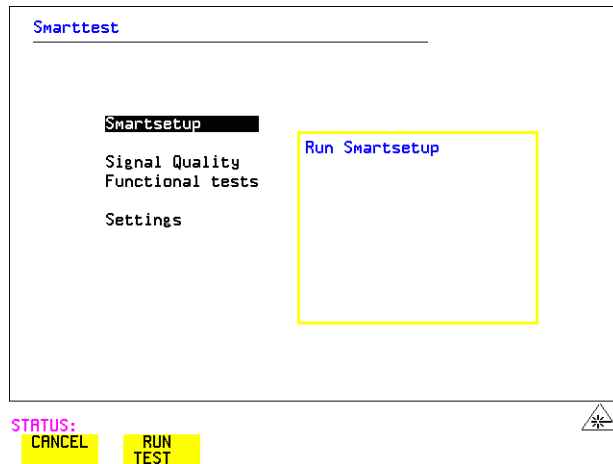 Smarttest
Smartsetup
Run Smartsetup
Signal Quality
Functional tests
Settings
STATUS:
CANCEL
RUN
TEST